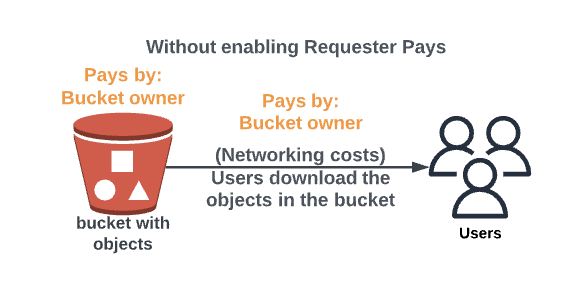 Without enabling Requester Pays
Pays by:
Bucket owner
Pays by:
Bucket owner
(Networking costs)
Users download the
objects in the bucket
bucket with
objects
Users